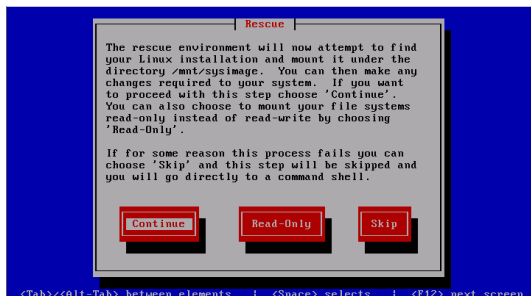 Rescue
The rescue environment will now attempt to find
your Linux installation and mount it under the
directory /mnt/sysimage.  You can then make any
changes required to your system.  If you want
to proceed with this step choose 'Continue'.
You can also choose to mount your file systems
read-only instead of read-write by choosing
'Read-Only'.
If for some reason this process fails you can
choose 'Skip' and this step will be skipped and
you will go directly to a command shell.
Continue Read-Only Skip
<Tab>/<Alt-Tab> between elements | <Space> selects | <F12> next screen